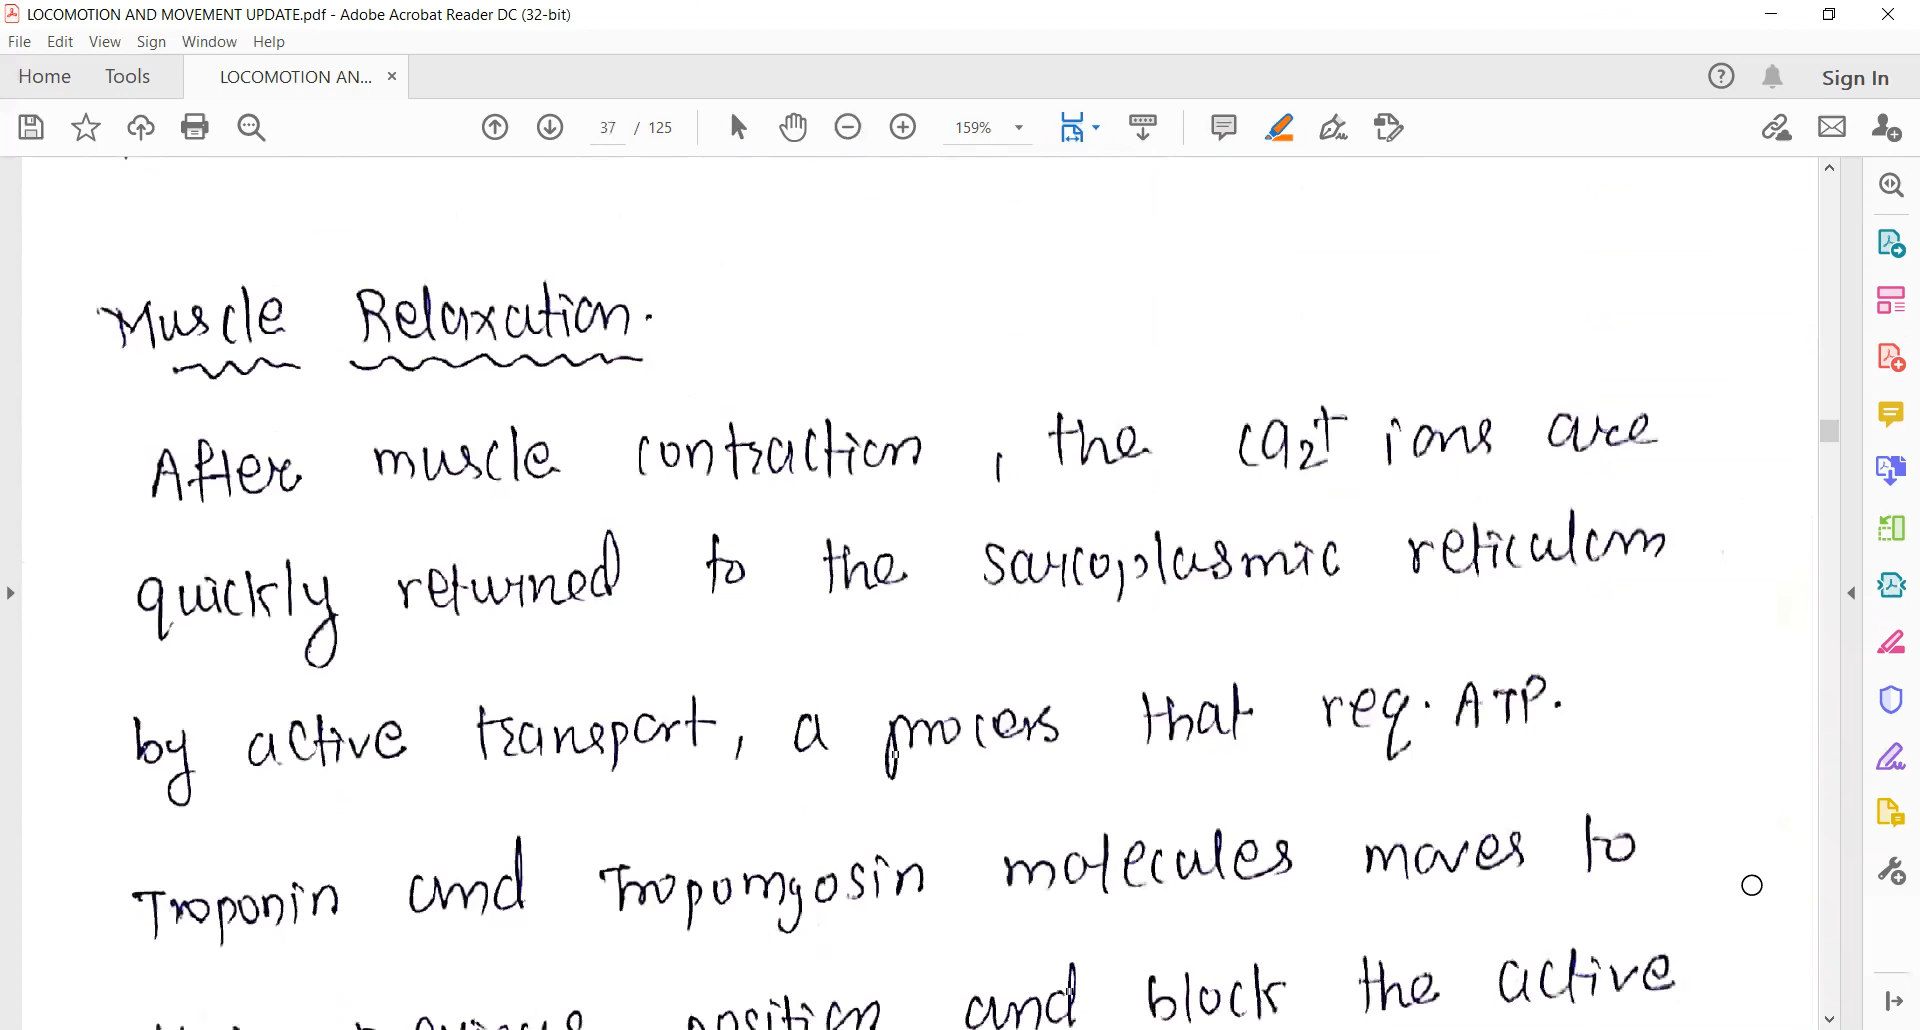 LOCOMOTION AND MOVEMENT UPDATE.pdf - Adobe Acrobat Reader DC (32-bit)
File Edit View Sign Window Help
Home Tools LOCOMOTION AN... × Sign In
37 / 125 159%
Muscle Relaxation.
After muscle contraction, the Ca2+ ions are
quickly returned to the sarcoplasmic reticulum
by active transport, a process that req. ATP.
Troponin and Tropomyosin molecules moves to
position and block the active